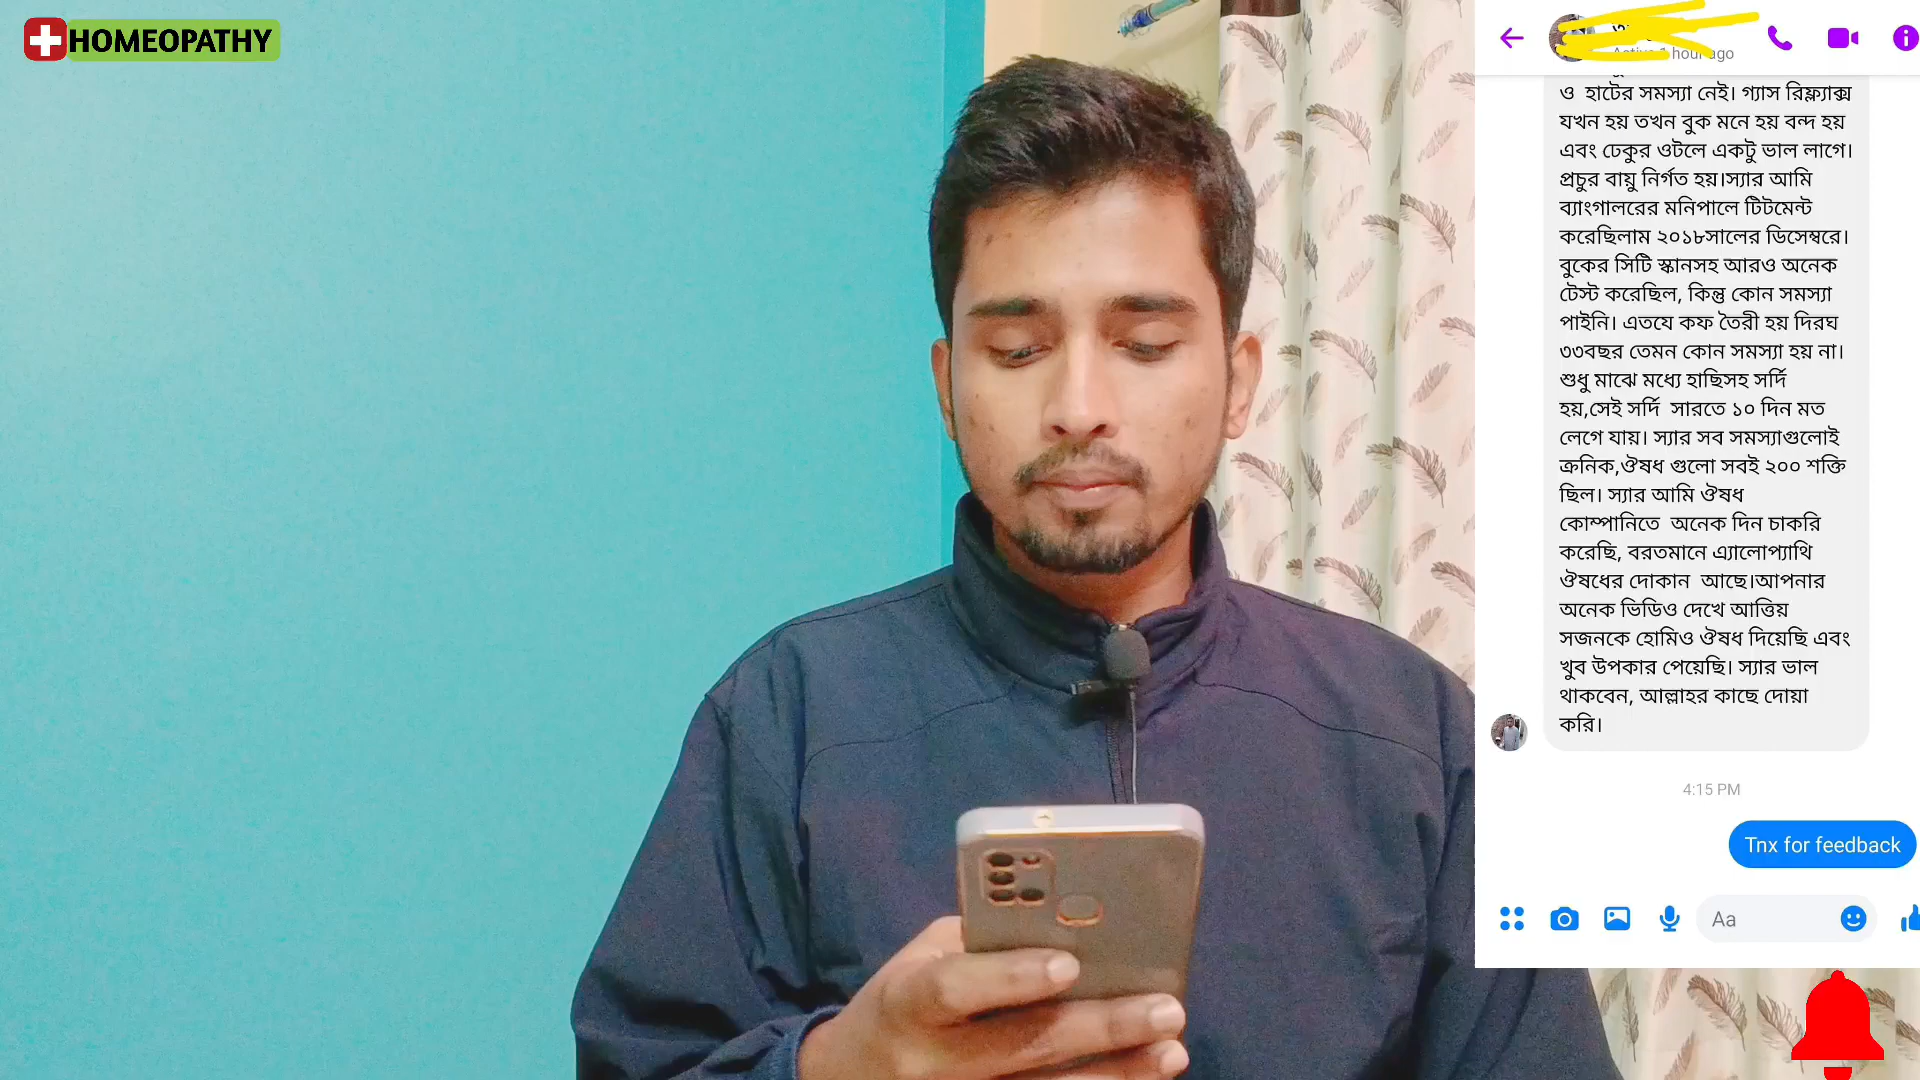 HOMEOPATHY
Active 1 hour ago
ও হাটের সমস্যা নেই। গ্যাস রিফ্ল্যাক্স
যখন হয় তখন বুক মনে হয় বন্দ হয়
এবং ঢেকুর ওটলে একটু ভাল লাগে।
প্রচুর বায়ু নির্গত হয়।স্যার আমি
ব্যাংগালরের মনিপালে টিটমেন্ট
করেছিলাম ২০১৮সালের ডিসেম্বরে।
বুকের সিটি স্কানসহ আরও অনেক
টেস্ট করেছিল, কিন্তু কোন সমস্যা
পাইনি। এতযে কফ তৈরী হয় দিরঘ
৩৩বছর তেমন কোন সমস্যা হয় না।
শুধু মাঝে মধ্যে হাছিসহ সর্দি
হয়,সেই সর্দি সারতে ১০ দিন মত
লেগে যায়। স্যার সব সমস্যাগুলোই
ক্রনিক,ঔষধ গুলো সবই ২০০ শক্তি
ছিল। স্যার আমি ঔষধ
কোম্পানিতে অনেক দিন চাকরি
করেছি, বরতমানে এ্যালোপ্যাথি
ঔষধের দোকান আছে।আপনার
অনেক ভিডিও দেখে আত্তিয়
সজনকে হোমিও ঔষধ দিয়েছি এবং
খুব উপকার পেয়েছি। স্যার ভাল
থাকবেন, আল্লাহর কাছে দোয়া
করি।
4:15 PM
Tnx for feedback
Aa